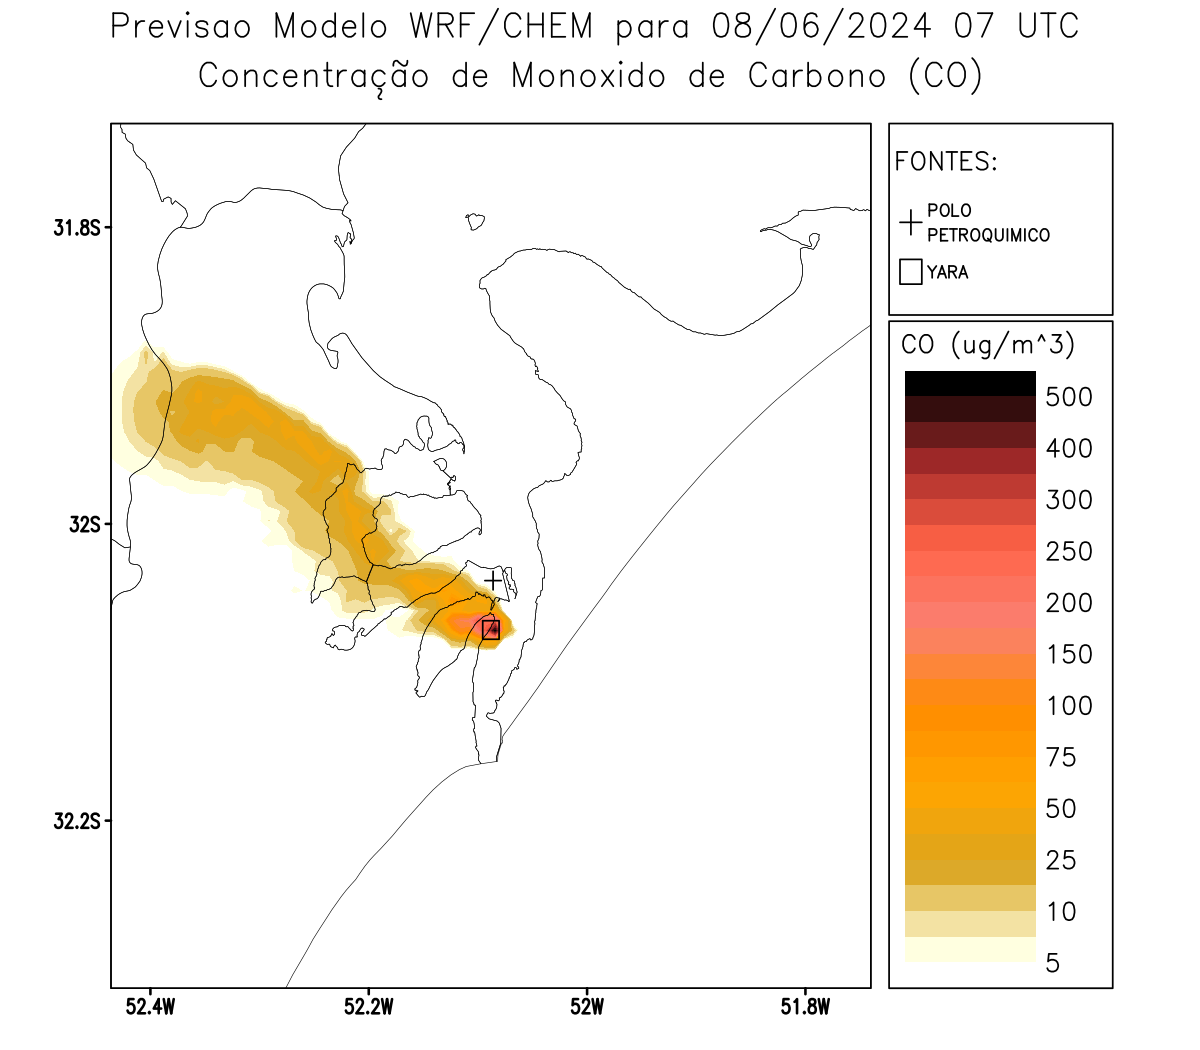 Previsao Modelo WRF/CHEM para 08/06/2024 07 UTC
Concentração de Monoxido de Carbono (CO)
FONTES:
POLO
PETROQUIMICO
YARA
CO (ug/m^3)
500
400
300
250
200
150
100
75
50
25
10
5
31.8S
32S
32.2S
52.4W
52.2W
52W
51.8W